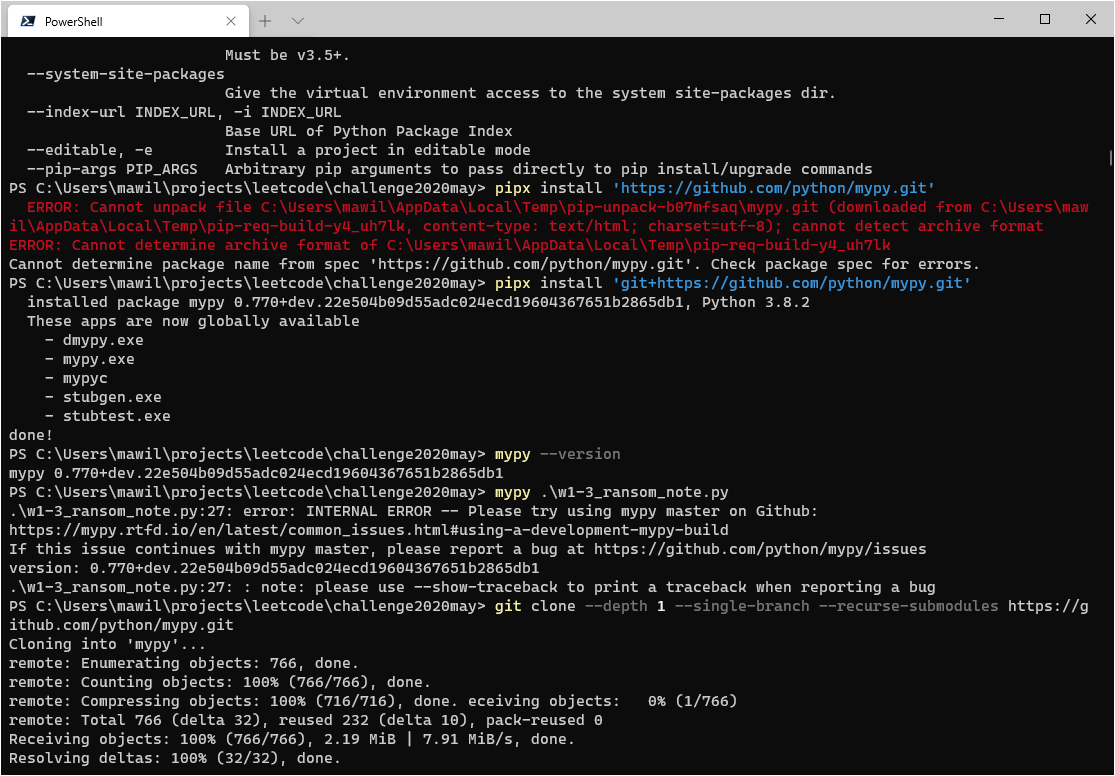 PowerShell
Must be v3.5+.
--system-site-packages
Give the virtual environment access to the system site-packages dir.
--index-url INDEX_URL, -i INDEX_URL
Base URL of Python Package Index
--editable, -e Install a project in editable mode
--pip-args PIP_ARGS Arbitrary pip arguments to pass directly to pip install/upgrade commands
PS C:\Users\mawil\projects\leetcode\challenge2020may> pipx install 'https://github.com/python/mypy.git'
ERROR: Cannot unpack file C:\Users\mawil\AppData\Local\Temp\pip-unpack-b07mfsaq\mypy.git (downloaded from C:\Users\maw
il\AppData\Local\Temp\pip-req-build-y4_uh7lk, content-type: text/html; charset=utf-8); cannot detect archive format
ERROR: Cannot determine archive format of C:\Users\mawil\AppData\Local\Temp\pip-req-build-y4_uh7lk
Cannot determine package name from spec 'https://github.com/python/mypy.git'. Check package spec for errors.
PS C:\Users\mawil\projects\leetcode\challenge2020may> pipx install 'git+https://github.com/python/mypy.git'
installed package mypy 0.770+dev.22e504b09d55adc024ecd19604367651b2865db1, Python 3.8.2
These apps are now globally available
- dmypy.exe
- mypy.exe
- mypyc
- stubgen.exe
- stubtest.exe
done!
PS C:\Users\mawil\projects\leetcode\challenge2020may> mypy --version
mypy 0.770+dev.22e504b09d55adc024ecd19604367651b2865db1
PS C:\Users\mawil\projects\leetcode\challenge2020may> mypy .\w1-3_ransom_note.py
.\w1-3_ransom_note.py:27: error: INTERNAL ERROR -- Please try using mypy master on Github:
https://mypy.rtfd.io/en/latest/common_issues.html#using-a-development-mypy-build
If this issue continues with mypy master, please report a bug at https://github.com/python/mypy/issues
version: 0.770+dev.22e504b09d55adc024ecd19604367651b2865db1
.\w1-3_ransom_note.py:27: : note: please use --show-traceback to print a traceback when reporting a bug
PS C:\Users\mawil\projects\leetcode\challenge2020may> git clone --depth 1 --single-branch --recurse-submodules https://g
ithub.com/python/mypy.git
Cloning into 'mypy'...
remote: Enumerating objects: 766, done.
remote: Counting objects: 100% (766/766), done.
remote: Compressing objects: 100% (716/716), done. eceiving objects:   0% (1/766)
remote: Total 766 (delta 32), reused 232 (delta 10), pack-reused 0
Receiving objects: 100% (766/766), 2.19 MiB | 7.91 MiB/s, done.
Resolving deltas: 100% (32/32), done.